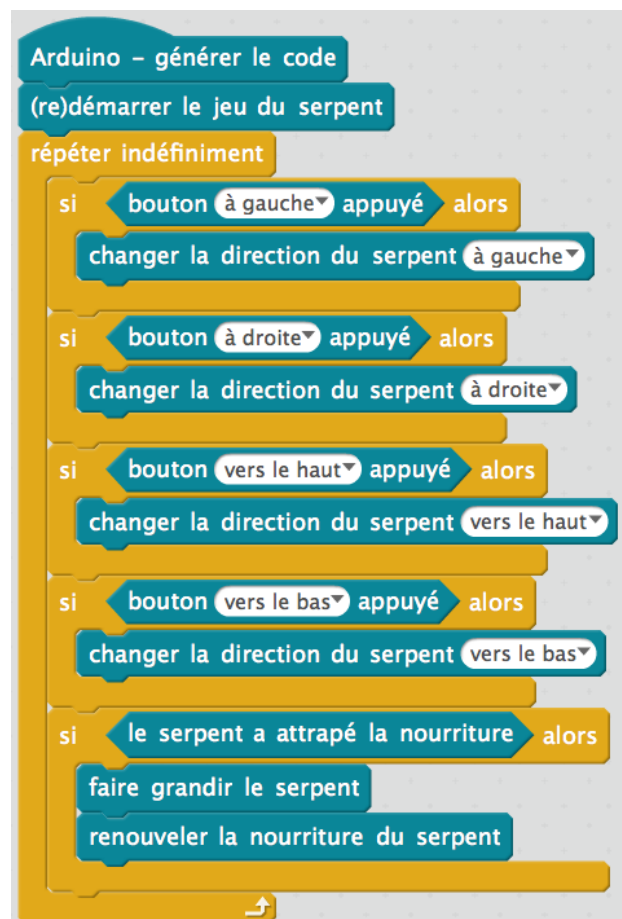 Arduino – générer le code
(re)démarrer le jeu du serpent
répéter indéfiniment
si bouton à gauche appuyé alors
changer la direction du serpent à gauche
si bouton à droite appuyé alors
changer la direction du serpent à droite
si bouton vers le haut appuyé alors
changer la direction du serpent vers le haut
si bouton vers le bas appuyé alors
changer la direction du serpent vers le bas
si le serpent a attrapé la nourriture alors
faire grandir le serpent
renouveler la nourriture du serpent